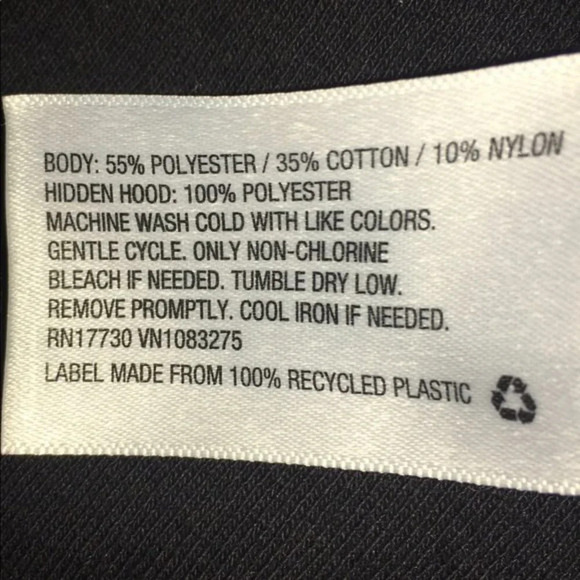 BODY: 55% POLYESTER / 35% COTTON / 10% NYLON
HIDDEN HOOD: 100% POLYESTER
MACHINE WASH COLD WITH LIKE COLORS.
GENTLE CYCLE. ONLY NON-CHLORINE
BLEACH IF NEEDED. TUMBLE DRY LOW.
REMOVE PROMPTLY. COOL IRON IF NEEDED.
RN17730 VN1083275
LABEL MADE FROM 100% RECYCLED PLASTIC